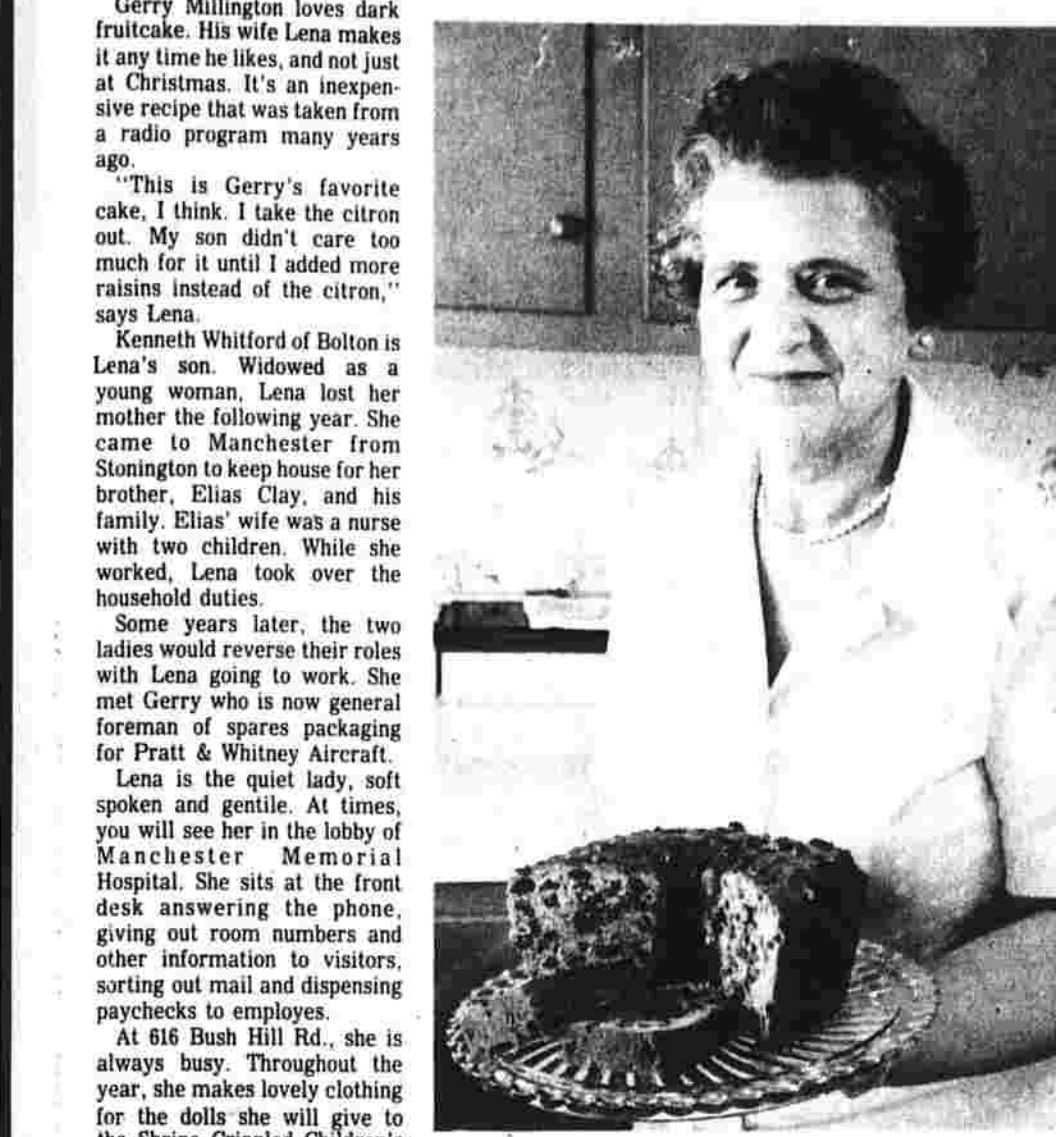 Gerry Millington loves dark
fruitcake. His wife Lena makes
it any time he likes, and not just
at Christmas. It's an inexpen-
sive recipe that was taken from
a radio program many years
ago.
"This is Gerry's favorite
cake, I think. I take the citron
out. My son didn't care too
much for it until I added more
raisins instead of the citron,"
says Lena.
Kenneth Whitford of Bolton is
Lena's son. Widowed as a
young woman, Lena lost her
mother the following year. She
came to Manchester from
Stonington to keep house for her
brother, Elias Clay, and his
family. Elias' wife was a nurse
with two children. While she
worked, Lena took over the
household duties.
Some years later, the two
ladies would reverse their roles
with Lena going to work. She
met Gerry who is now general
foreman of spares packaging
for Pratt & Whitney Aircraft.
Lena is the quiet lady, soft
spoken and gentile. At times,
you will see her in the lobby of
Manchester Memorial
Hospital. She sits at the front
desk answering the phone,
giving out room numbers and
other information to visitors,
sorting out mail and dispensing
paychecks to employes.
At 616 Bush Hill Rd., she is
always busy. Throughout the
year, she makes lovely clothing
for the dolls she will give to
the Shrine Crippled Children's